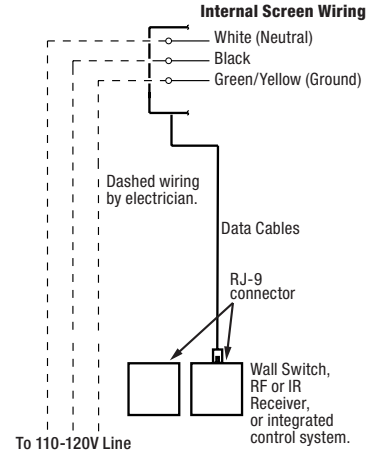 Internal Screen Wiring
White (Neutral)
Black
Green/Yellow (Ground)
Dashed wiring
by electrician.
Data Cables
RJ-9
connector
Wall Switch,
RF or IR
Receiver,
or integrated
control system.
To 110-120V Line